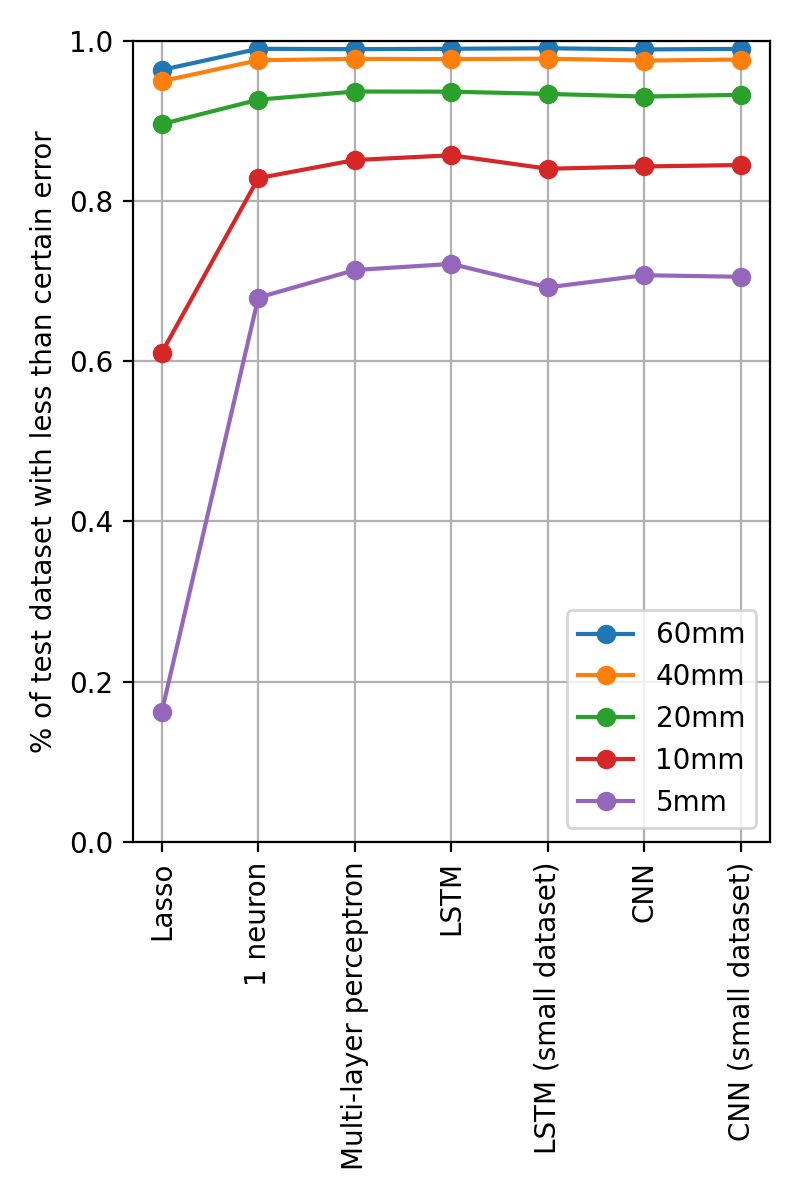 % of test dataset with less than certain error
1.0
0.8
0.6
0.4
0.2
0.0
60mm
40mm
20mm
10mm
5mm
Lasso
1 neuron
Multi-layer perceptron
LSTM
LSTM (small dataset)
CNN
CNN (small dataset)